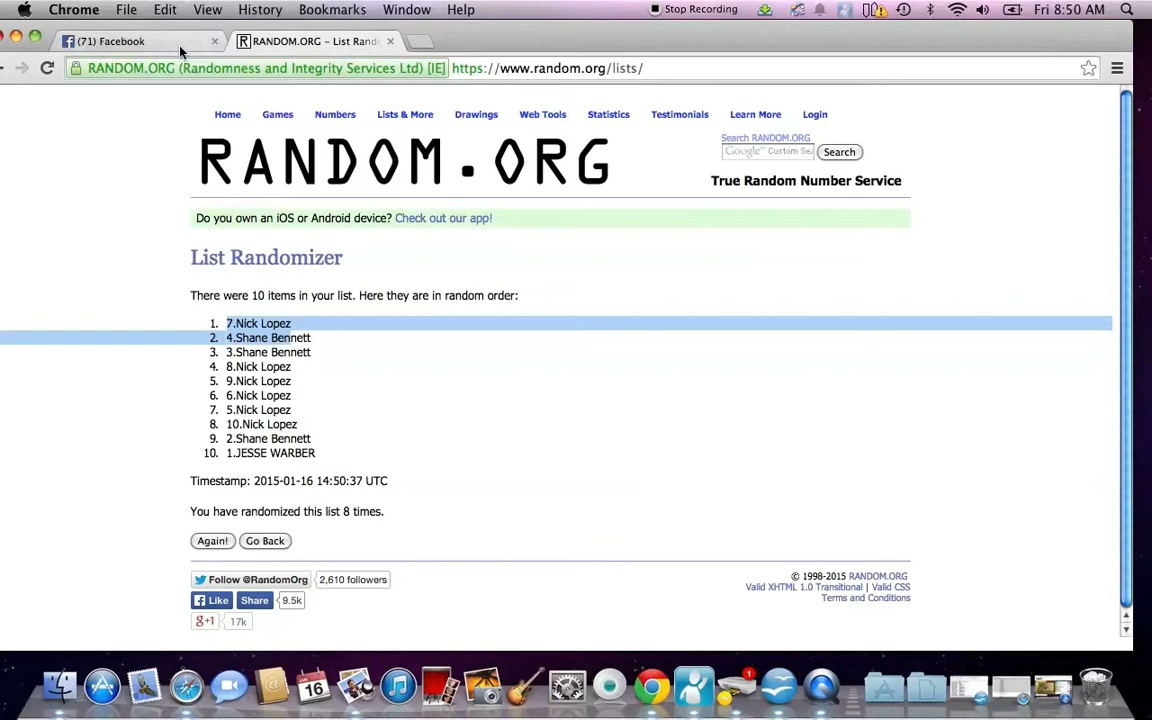 Chrome File Edit View History Bookmarks Window Help Stop Recording Fri 8:50 AM
(71) Facebook RANDOM.ORG - List Rand
RANDOM.ORG (Randomness and Integrity Services Ltd) [IE] https://www.random.org/lists/
Home Games Numbers Lists & More Drawings Web Tools Statistics Testimonials Learn More Login
RANDOM.ORG
Search RANDOM.ORG
Google™ Custom Sea Search
True Random Number Service
Do you own an iOS or Android device? Check out our app!
List Randomizer
There were 10 items in your list. Here they are in random order:
1. 7.Nick Lopez
2. 4.Shane Bennett
3. 3.Shane Bennett
4. 8.Nick Lopez
5. 9.Nick Lopez
6. 6.Nick Lopez
7. 5.Nick Lopez
8. 10.Nick Lopez
9. 2.Shane Bennett
10. 1.JESSE WARBER
Timestamp: 2015-01-16 14:50:37 UTC
You have randomized this list 8 times.
Again! Go Back
Follow @RandomOrg 2,610 followers
Like Share 9.5k
g+1 17k
© 1998-2015 RANDOM.ORG
Valid XHTML 1.0 Transitional | Valid CSS
Terms and Conditions
JAN
16
1